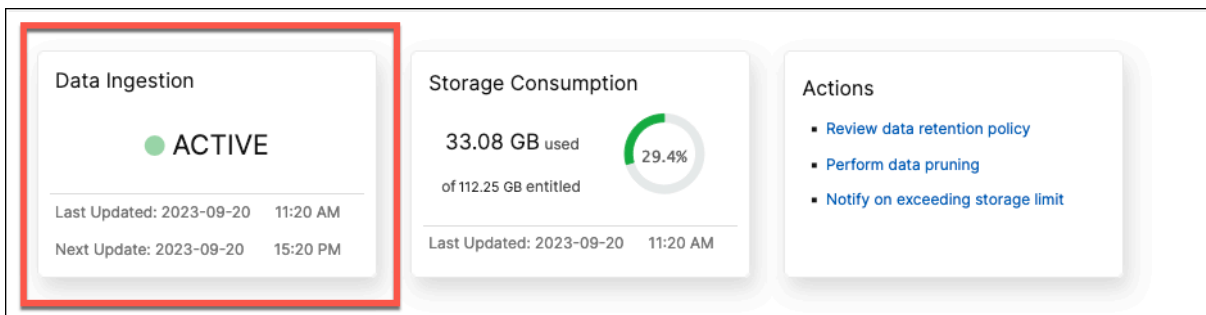 Data Ingestion
ACTIVE
Last Updated: 2023-09-20 11:20 AM
Next Update: 2023-09-20 15:20 PM
Storage Consumption
33.08 GB used
of 112.25 GB entitled
29.4%
Last Updated: 2023-09-20 11:20 AM
Actions
Review data retention policy
Perform data pruning
Notify on exceeding storage limit